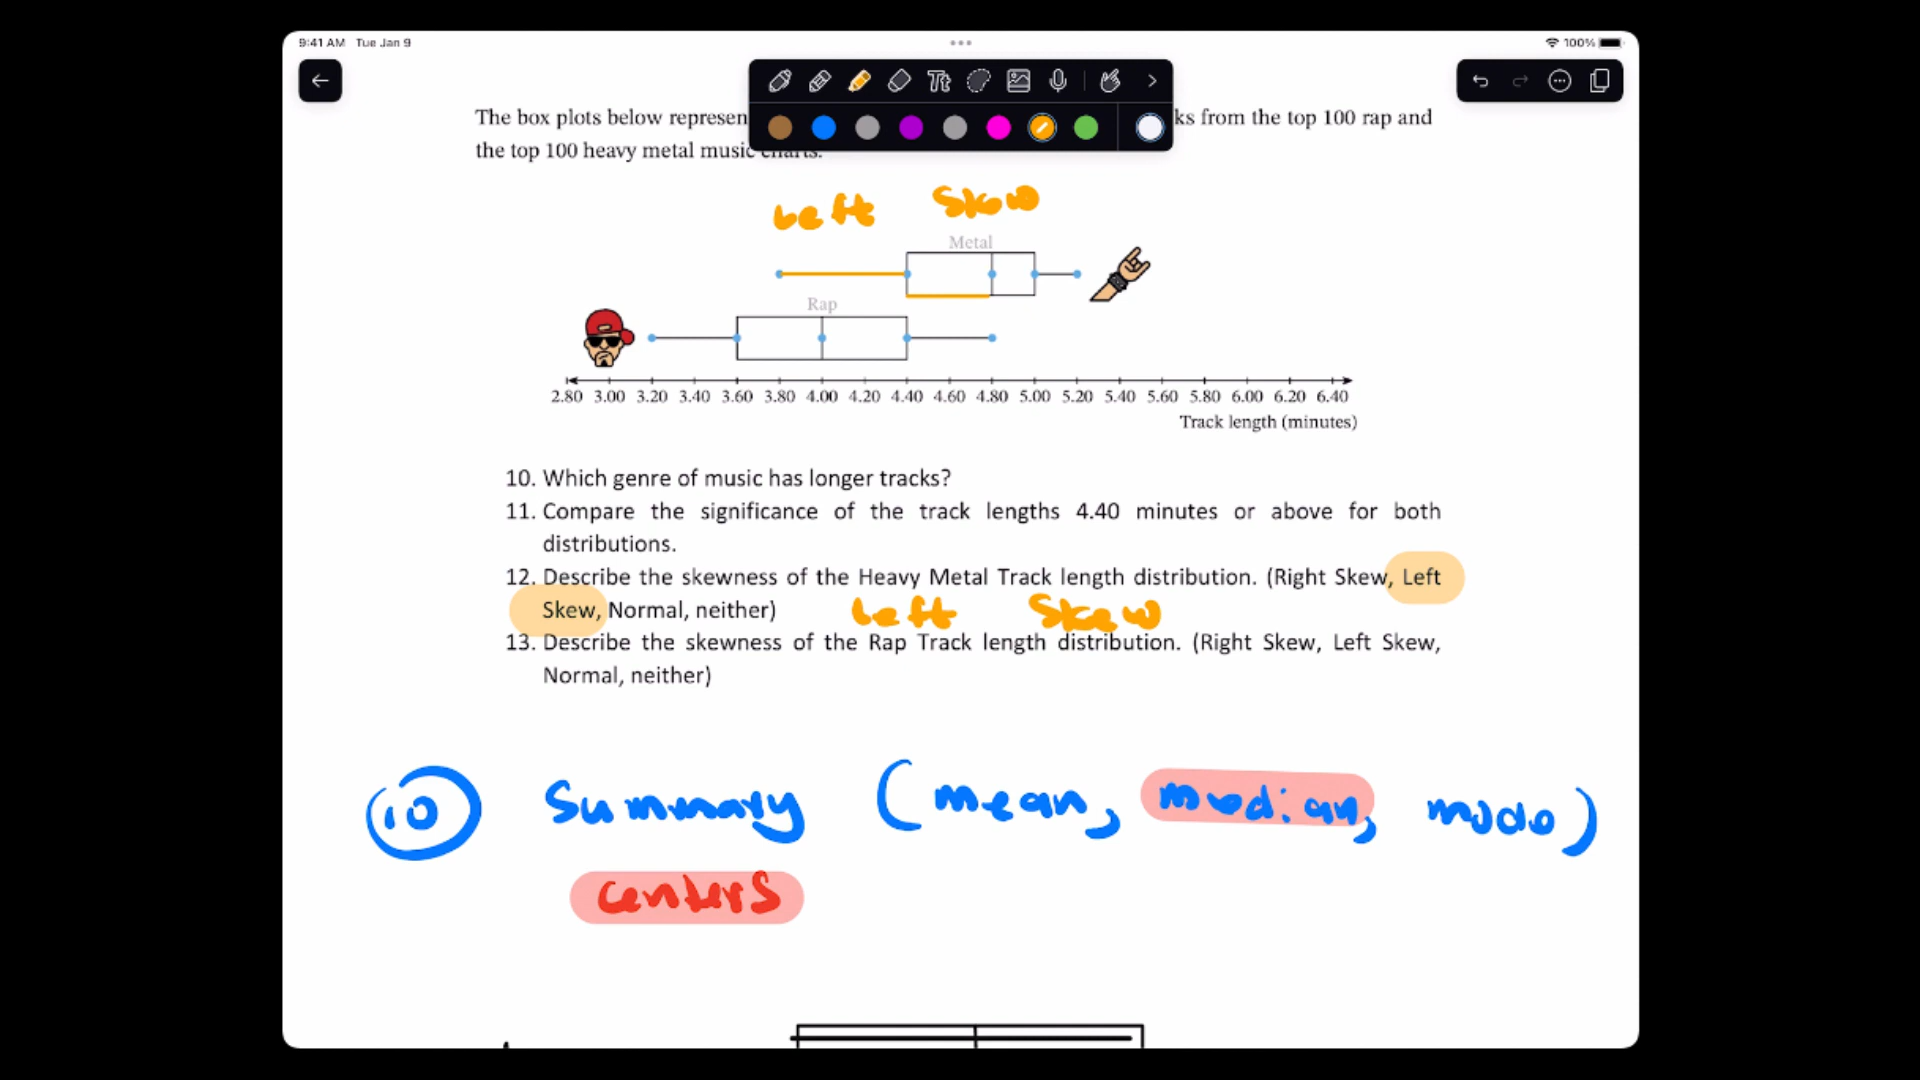 9:41 AM Tue Jan 9
100%
Tt
The box plots below represen ks from the top 100 rap and
the top 100 heavy metal music charts.
Left Skew
Metal
Rap
2.80 3.00 3.20 3.40 3.60 3.80 4.00 4.20 4.40 4.60 4.80 5.00 5.20 5.40 5.60 5.80 6.00 6.20 6.40
Track length (minutes)
10. Which genre of music has longer tracks?
11. Compare the significance of the track lengths 4.40 minutes or above for both
distributions.
12. Describe the skewness of the Heavy Metal Track length distribution. (Right Skew, Left
Skew, Normal, neither) Left Skew
13. Describe the skewness of the Rap Track length distribution. (Right Skew, Left Skew,
Normal, neither)
10 Summary (mean, median, mode)
centers